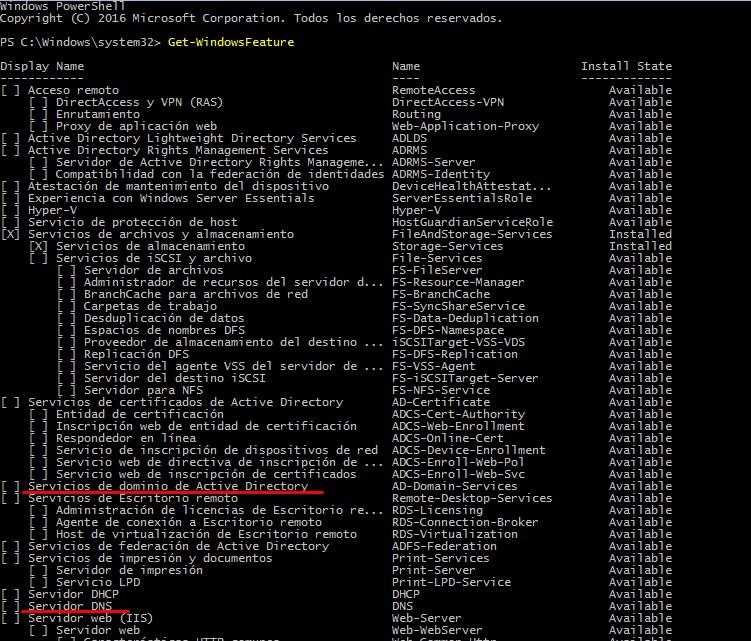 Windows PowerShell
Copyright (C) 2016 Microsoft Corporation. Todos los derechos reservados.
PS C:\Windows\system32> Get-WindowsFeature
Display Name Name Install State
------------ ---- -------------
[ ] Acceso remoto RemoteAccess Available
[ ] DirectAccess y VPN (RAS) DirectAccess-VPN Available
[ ] Enrutamiento Routing Available
[ ] Proxy de aplicación web Web-Application-Proxy Available
[ ] Active Directory Lightweight Directory Services ADLDS Available
[ ] Active Directory Rights Management Services ADRMS Available
[ ] Servidor de Active Directory Rights Manageme... ADRMS-Server Available
[ ] Compatibilidad con la federación de identidades ADRMS-Identity Available
[ ] Atestación de mantenimiento del dispositivo DeviceHealthAttestat... Available
[ ] Experiencia con Windows Server Essentials ServerEssentialsRole Available
[ ] Hyper-V Hyper-V Available
[ ] Servicio de protección de host HostGuardianServiceRole Available
[X] Servicios de archivos y almacenamiento FileAndStorage-Services Installed
[X] Servicios de almacenamiento Storage-Services Installed
[ ] Servicios de iSCSI y archivo File-Services Available
[ ] Servidor de archivos FS-FileServer Available
[ ] Administrador de recursos del servidor d... FS-Resource-Manager Available
[ ] BranchCache para archivos de red FS-BranchCache Available
[ ] Carpetas de trabajo FS-SyncShareService Available
[ ] Desduplicación de datos FS-Data-Deduplication Available
[ ] Espacios de nombres DFS FS-DFS-Namespace Available
[ ] Proveedor de almacenamiento del destino ... iSCSITarget-VSS-VDS Available
[ ] Replicación DFS FS-DFS-Replication Available
[ ] Servicio del agente VSS del servidor de ... FS-VSS-Agent Available
[ ] Servidor del destino iSCSI FS-iSCSITarget-Server Available
[ ] Servidor para NFS FS-NFS-Service Available
[ ] Servicios de certificados de Active Directory AD-Certificate Available
[ ] Entidad de certificación ADCS-Cert-Authority Available
[ ] Inscripción web de entidad de certificación ADCS-Web-Enrollment Available
[ ] Respondedor en línea ADCS-Online-Cert Available
[ ] Servicio de inscripción de dispositivos de red ADCS-Device-Enrollment Available
[ ] Servicio web de directiva de inscripción de ... ADCS-Enroll-Web-Pol Available
[ ] Servicio web de inscripción de certificados ADCS-Enroll-Web-Svc Available
[ ] Servicios de dominio de Active Directory AD-Domain-Services Available
[ ] Servicios de Escritorio remoto Remote-Desktop-Services Available
[ ] Administración de licencias de Escritorio re... RDS-Licensing Available
[ ] Agente de conexión a Escritorio remoto RDS-Connection-Broker Available
[ ] Host de virtualización de Escritorio remoto RDS-Virtualization Available
[ ] Servicios de federación de Active Directory ADFS-Federation Available
[ ] Servicios de impresión y documentos Print-Services Available
[ ] Servidor de impresión Print-Server Available
[ ] Servicio LPD Print-LPD-Service Available
[ ] Servidor DHCP DHCP Available
[ ] Servidor DNS DNS Available
[ ] Servidor web (IIS) Web-Server Available
[ ] Servidor web Web-WebServer Available
[ ] Características HTTP comunes Web-Common-Http Available